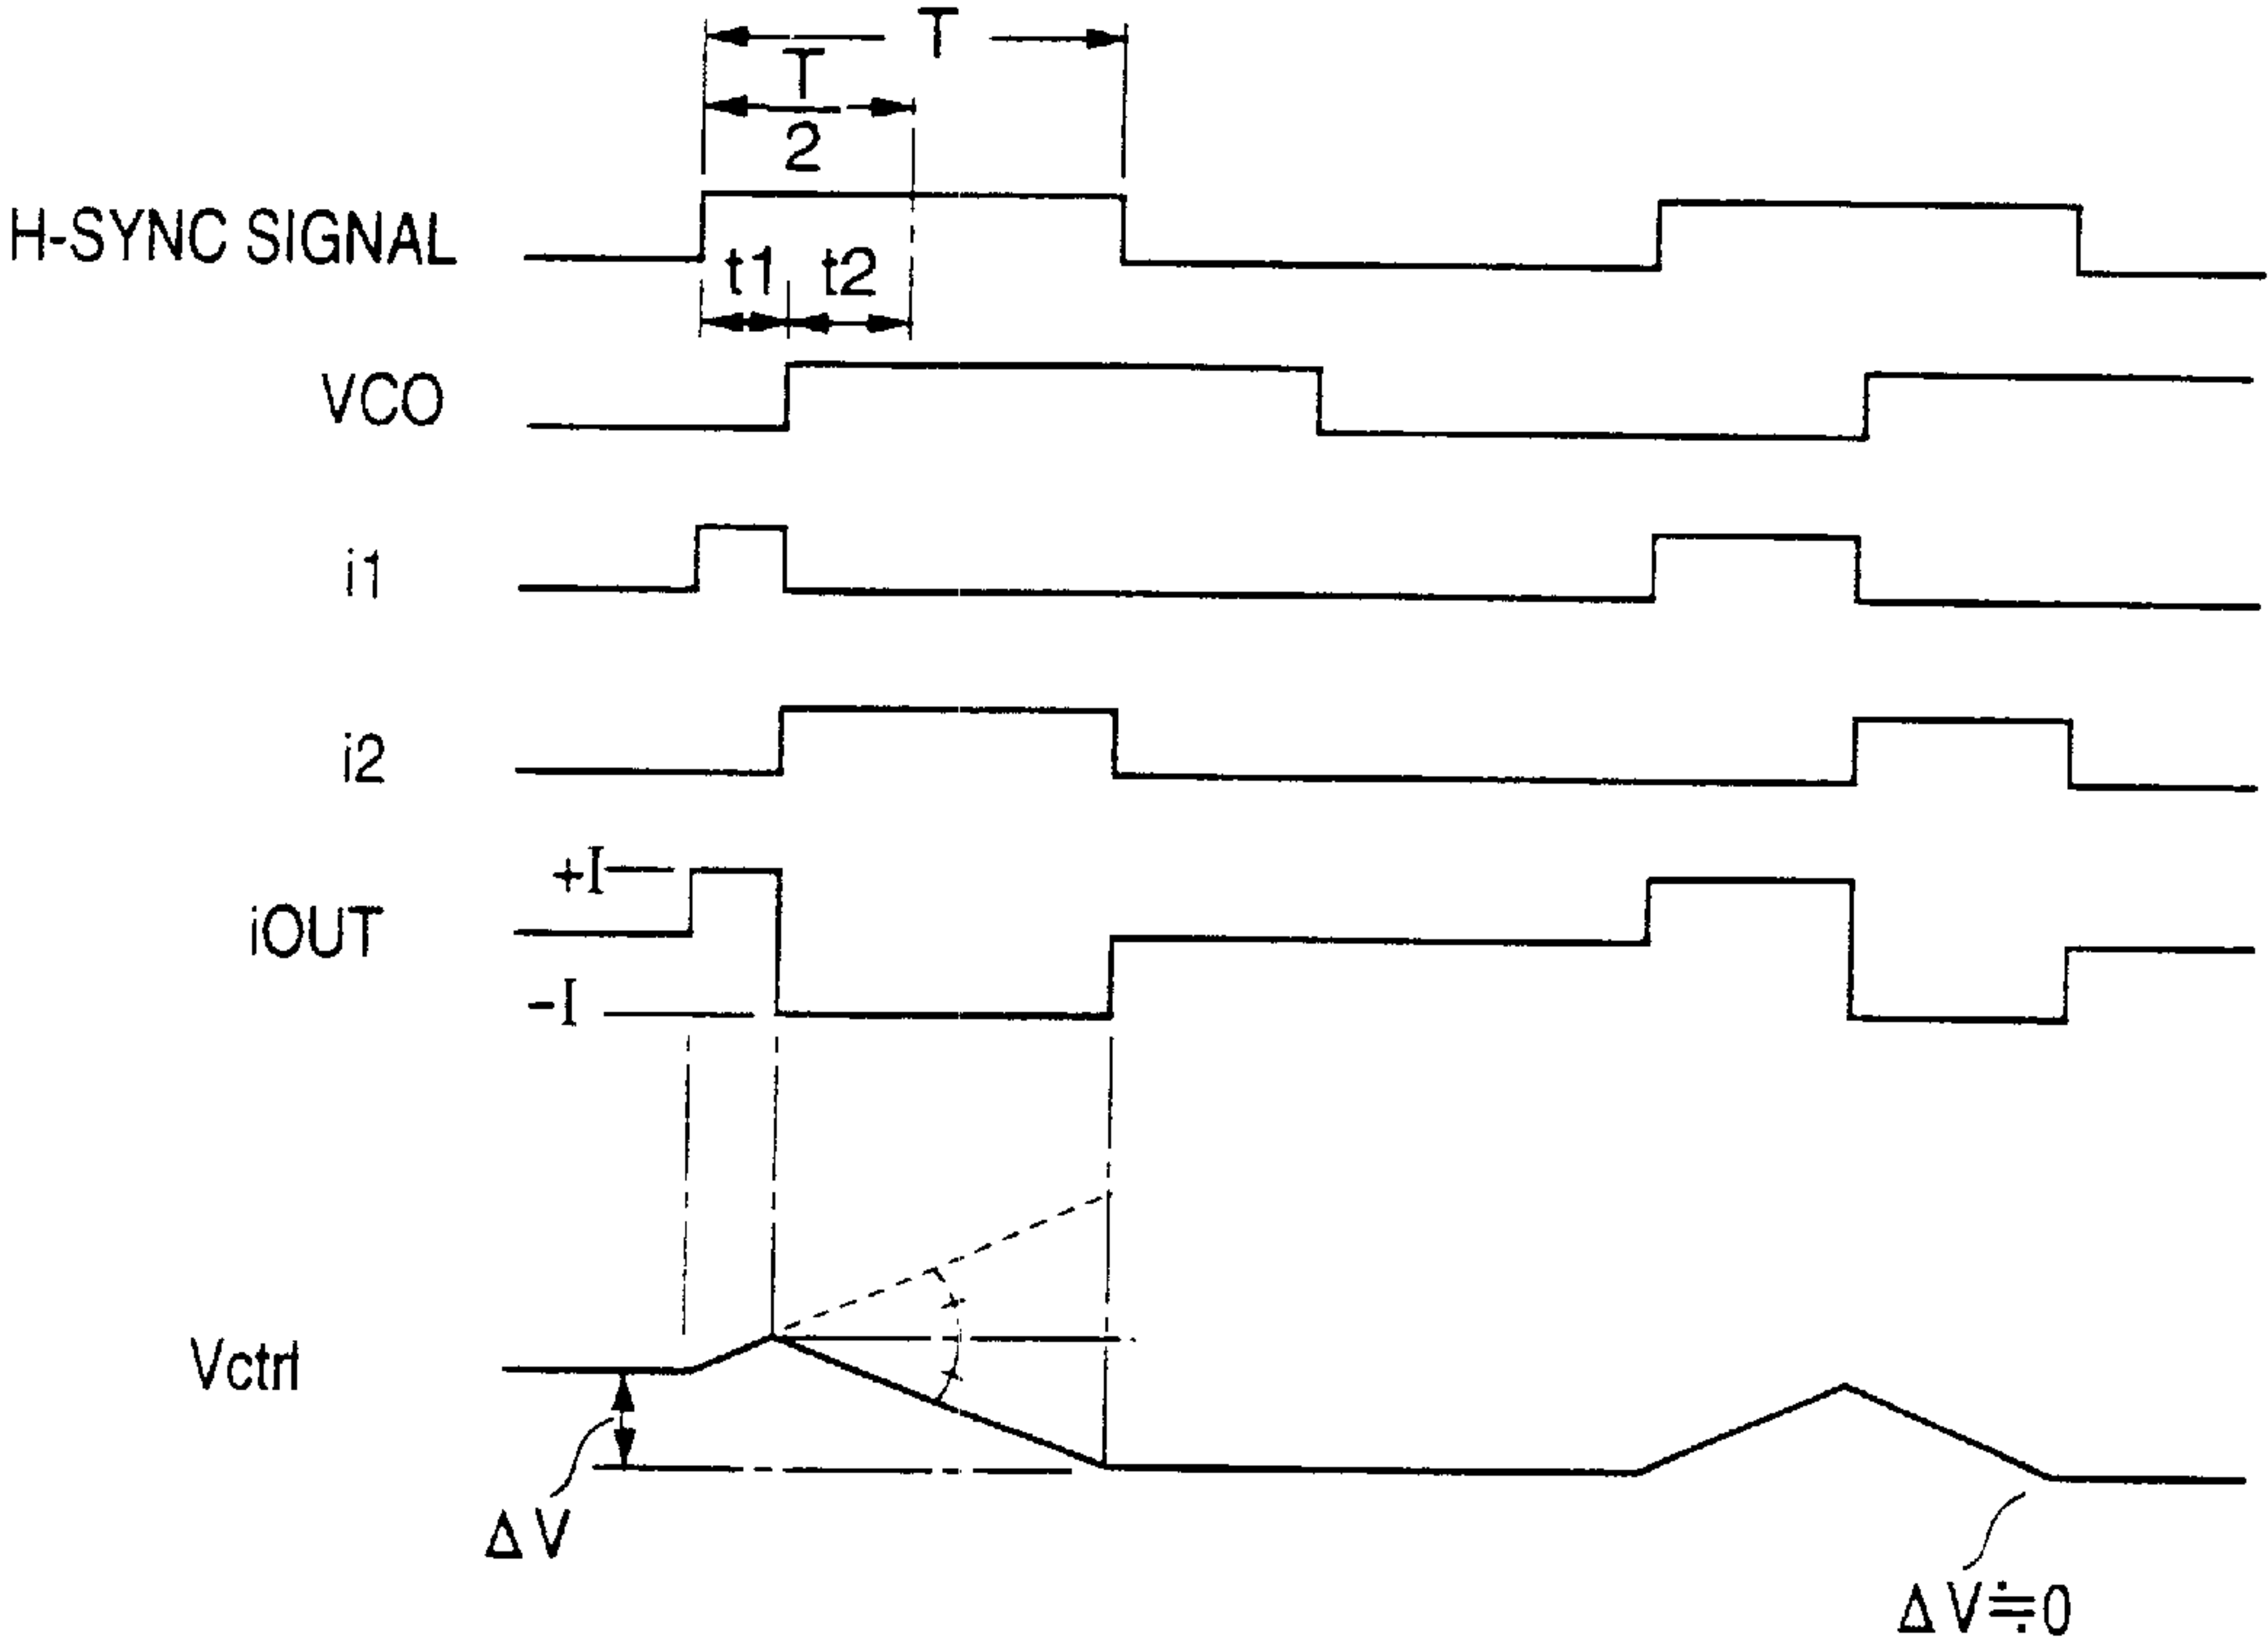 T
T
2
H-SYNC SIGNAL
t1 t2
VCO
i1
i2
+I
iOUT
-I
Vctrl
ΔV
ΔV≒0